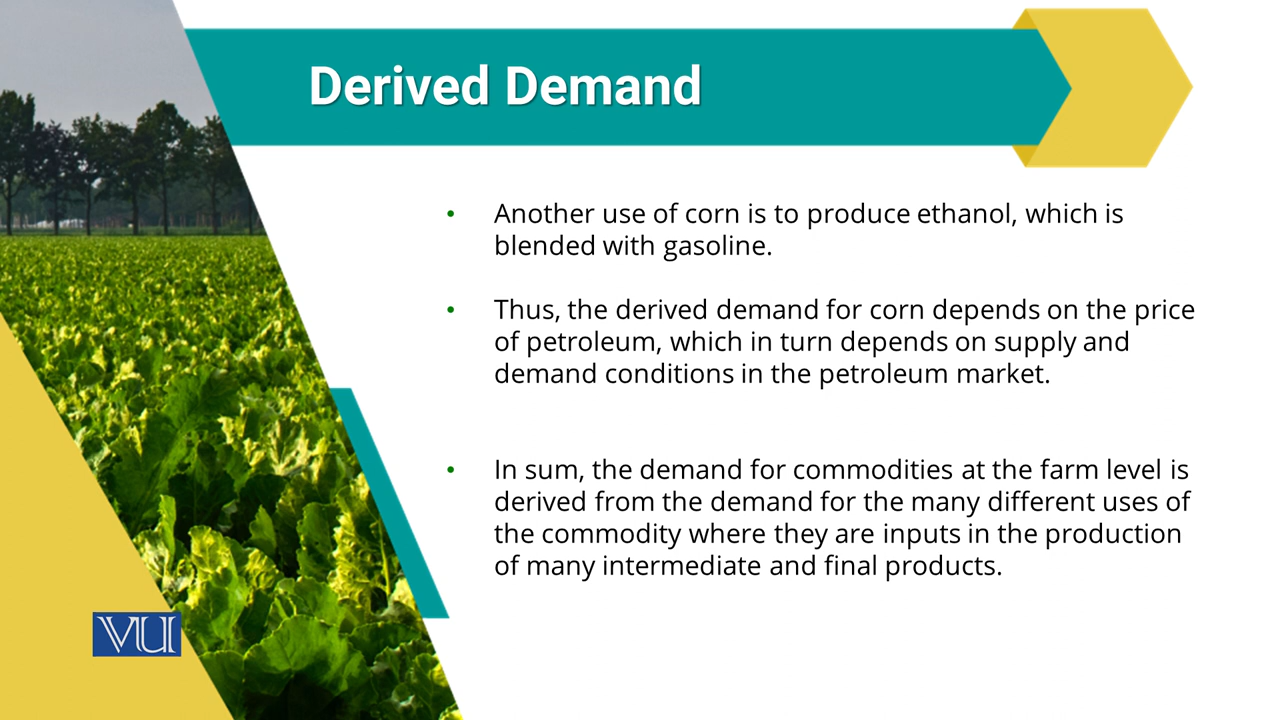 Derived Demand
• Another use of corn is to produce ethanol, which is
blended with gasoline.
• Thus, the derived demand for corn depends on the price
of petroleum, which in turn depends on supply and
demand conditions in the petroleum market.
• In sum, the demand for commodities at the farm level is
derived from the demand for the many different uses of
the commodity where they are inputs in the production
of many intermediate and final products.
VU